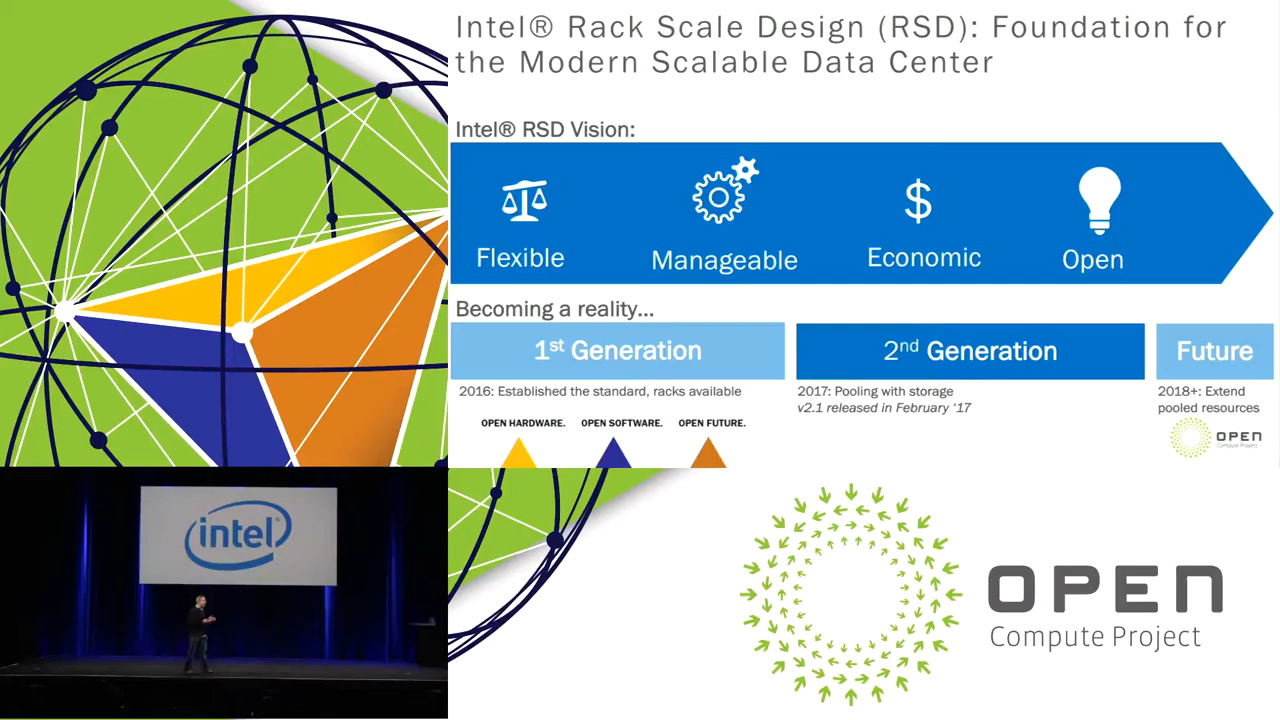 Intel® Rack Scale Design (RSD): Foundation for
the Modern Scalable Data Center
Intel® RSD Vision:
Flexible
Manageable
Economic
Open
Becoming a reality...
1st Generation
2nd Generation
Future
2016: Established the standard, racks available
2017: Pooling with storage
v2.1 released in February ‘17
2018+: Extend
pooled resources
OPEN HARDWARE.
OPEN SOFTWARE.
OPEN FUTURE.
OPEN
Compute Project
intel®
OPEN
Compute Project